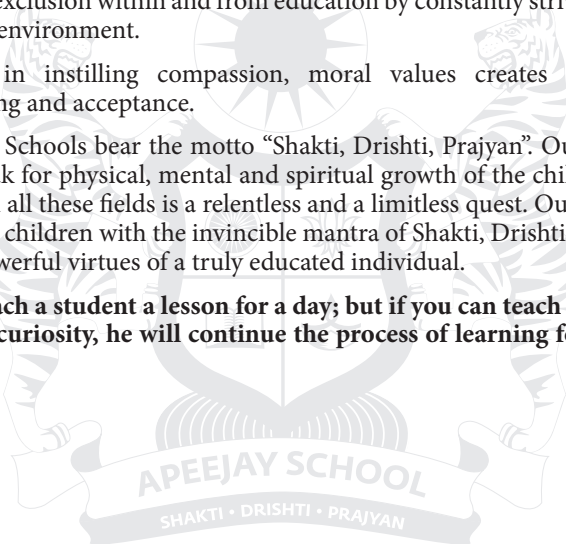 exclusion within and from education by constantly stri
environment.
in instilling compassion, moral values creates
ng and acceptance.
Schools bear the motto “Shakti, Drishti, Prajyan”. Ou
k for physical, mental and spiritual growth of the chil
all these fields is a relentless and a limitless quest. Ou
children with the invincible mantra of Shakti, Drishti
werful virtues of a truly educated individual.
ach a student a lesson for a day; but if you can teach
curiosity, he will continue the process of learning fo
APEEJAY SCHOOL
SHAKTI • DRISHTI • PRAJYAN